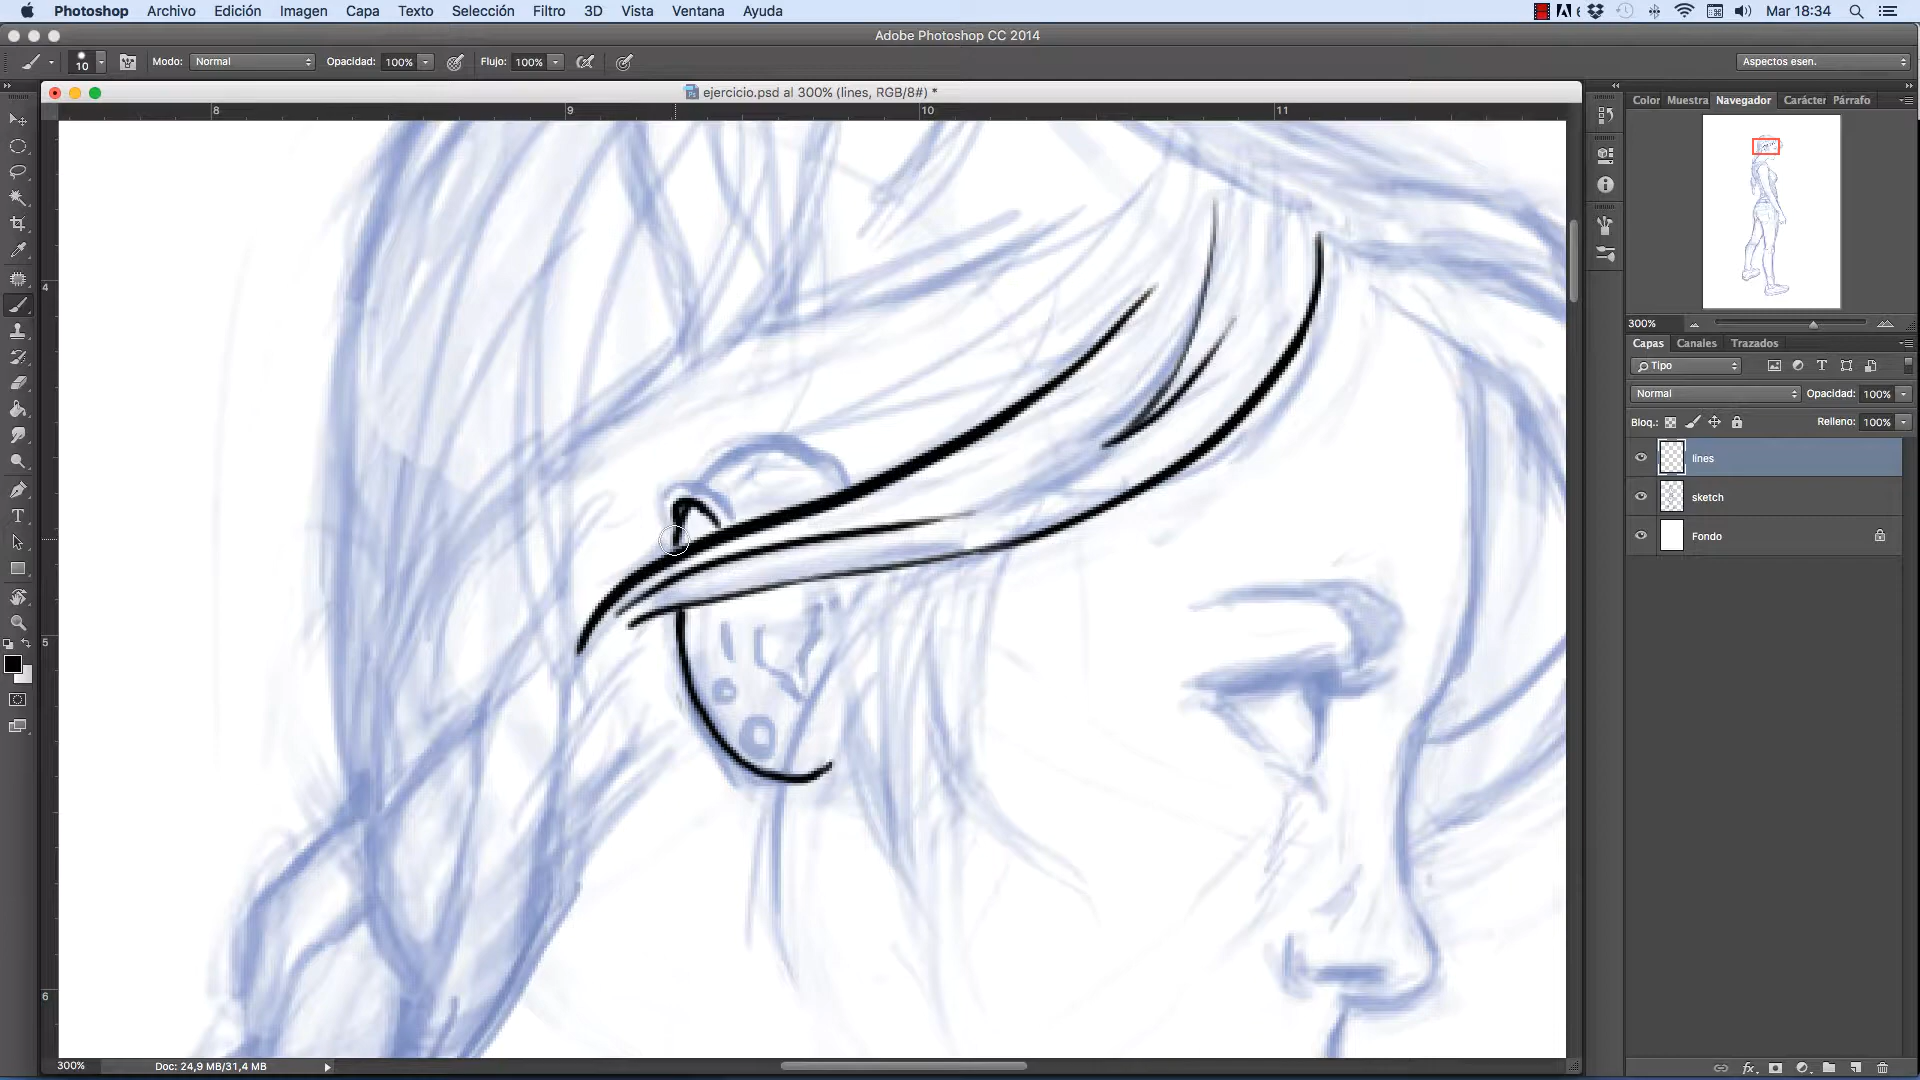 Photoshop Archivo Edición Imagen Capa Texto Selección Filtro 3D Vista Ventana Ayuda
Mar 18:34
Adobe Photoshop CC 2014
10 Modo: Normal Opacidad: 100% Flujo: 100% Aspectos esen.
ejercicio.psd al 300% (lines, RGB/8#) *
8 9 10 11
4
5
6
Color Muestra Navegador Carácter Párrafo
300%
Capas Canales Trazados
Tipo
Normal Opacidad: 100%
Bloq.: Relleno: 100%
lines
sketch
Fondo
300% Doc: 24,9 MB/31,4 MB